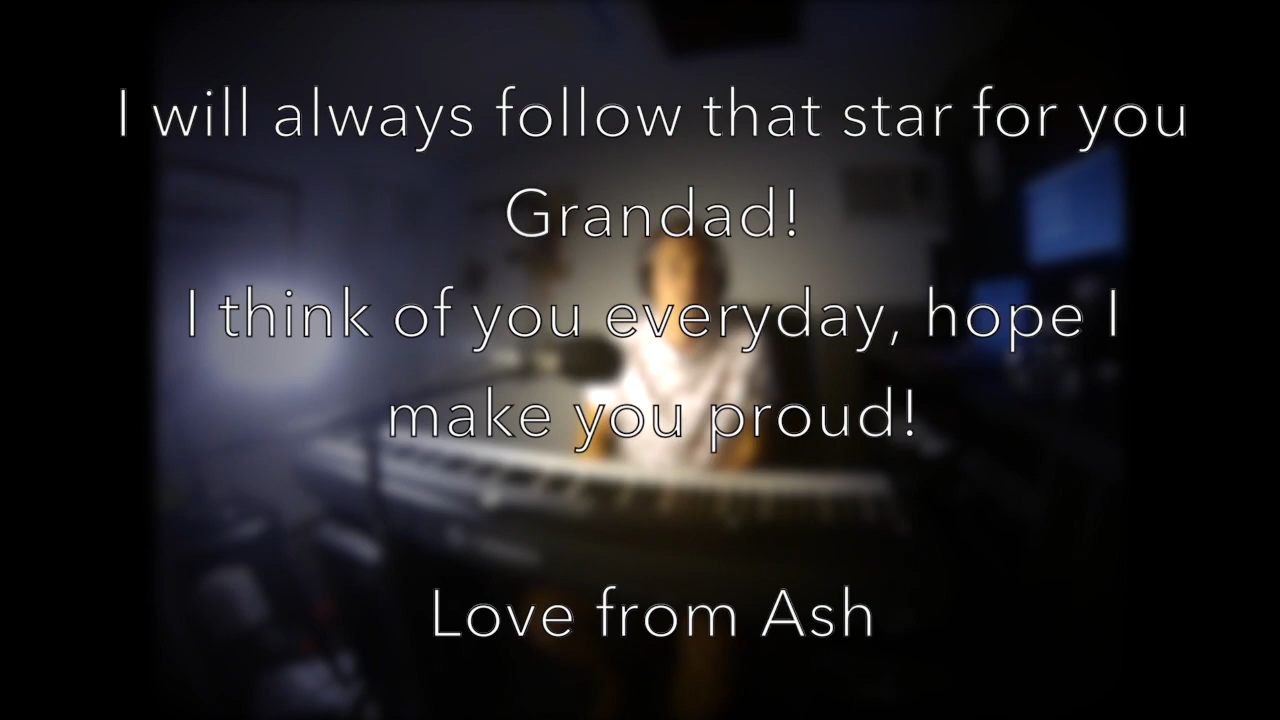 I will always follow that star for you
Grandad!
I think of you everyday, hope I
make you proud!
Love from Ash